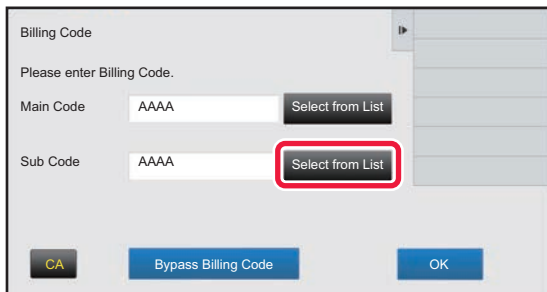 Billing Code
Please enter Billing Code.
Main Code AAAA Select from List
Sub Code AAAA Select from List
CA Bypass Billing Code OK